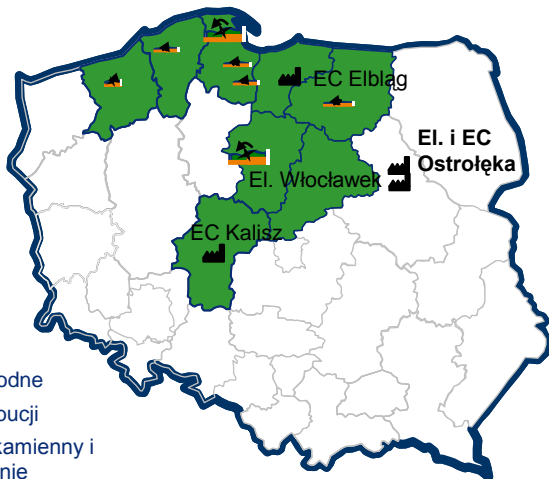 EC Elbląg
El. i EC
Ostrołęka
El. Włocławek
EC Kalisz
odne
bucji
kamienny i
nie